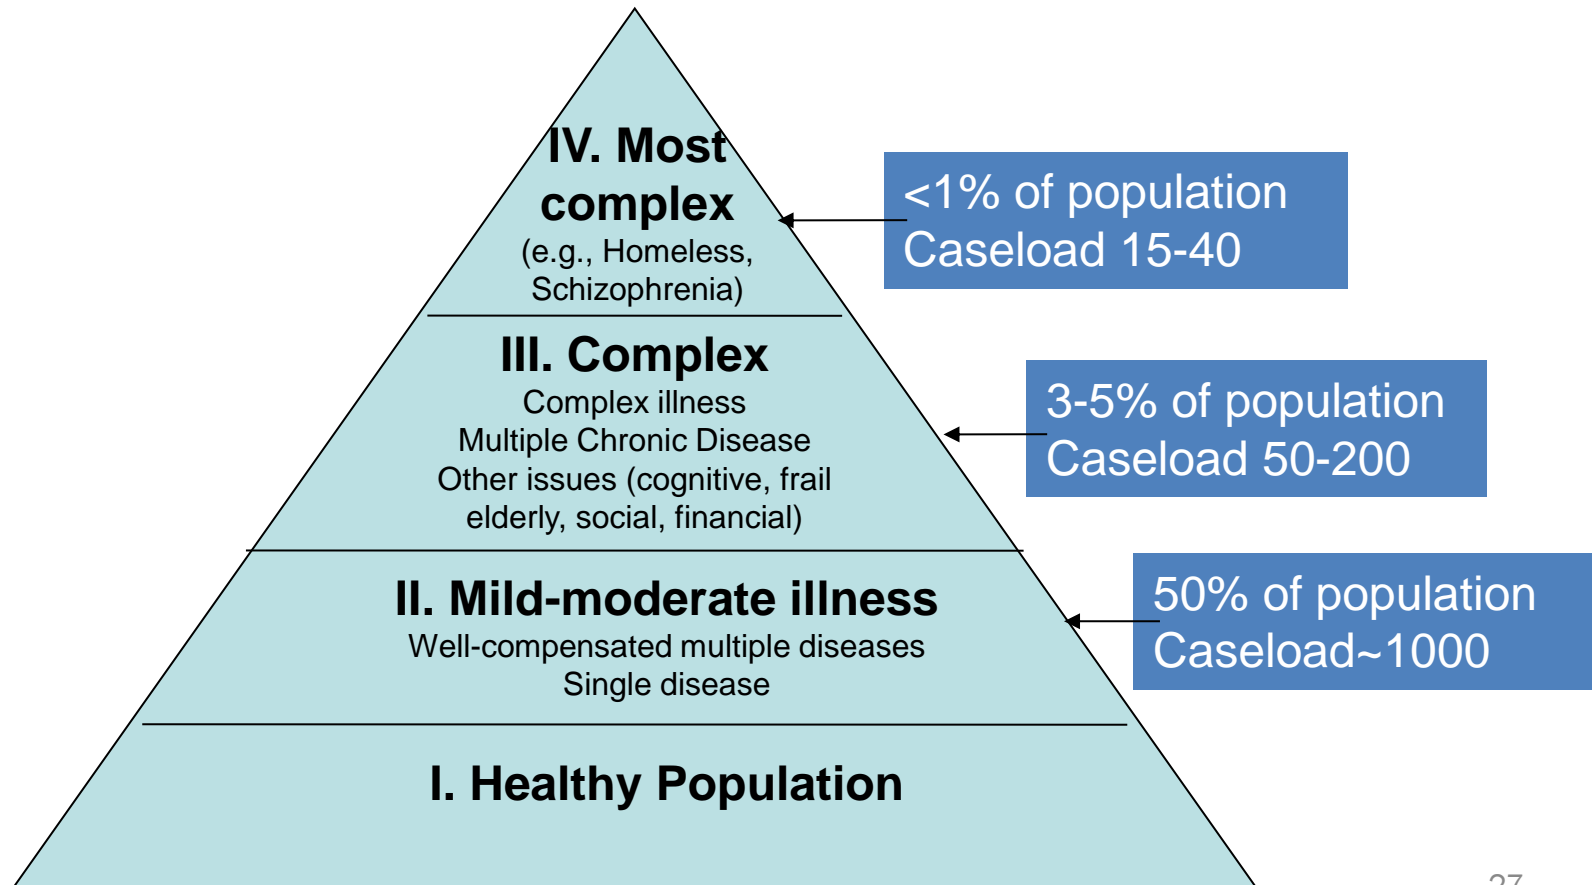 IV. Most
complex
(e.g., Homeless,
Schizophrenia)
<1% of population
Caseload 15-40
III. Complex
Complex illness
Multiple Chronic Disease
Other issues (cognitive, frail
elderly, social, financial)
3-5% of population
Caseload 50-200
II. Mild-moderate illness
Well-compensated multiple diseases
Single disease
50% of population
Caseload~1000
I. Healthy Population
27